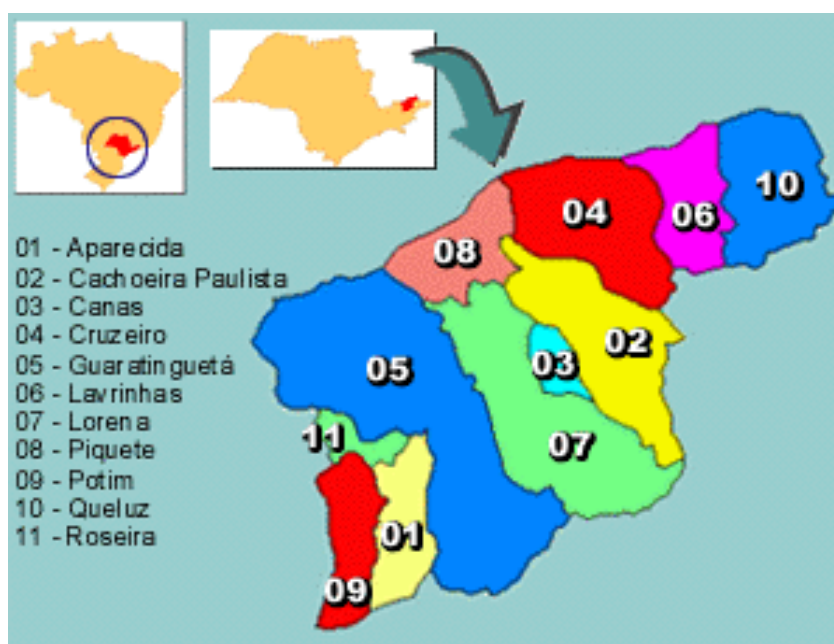 01 - Aparecida
02 - Cachoeira Paulista
03 - Canas
04 - Cruzeiro
05 - Guaratinguetá
06 - Lavrinhas
07 - Lorena
08 - Piquete
09 - Potim
10 - Queluz
11 - Roseira
10
04
06
08
02
03
05
11
07
01
09